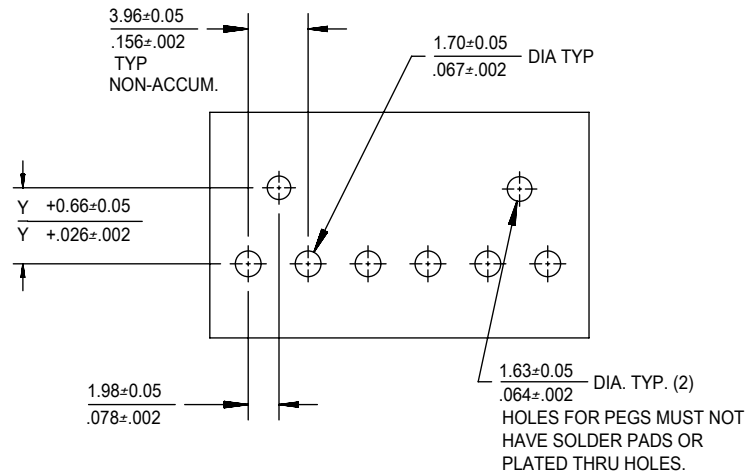 3.96±0.05
.156±.002
TYP
NON-ACCUM.
1.70±0.05
.067±.002
DIA TYP
Y +0.66±0.05
Y +.026±.002
1.98±0.05
.078±.002
1.63±0.05
.064±.002
DIA. TYP. (2)
HOLES FOR PEGS MUST NOT
HAVE SOLDER PADS OR
PLATED THRU HOLES.